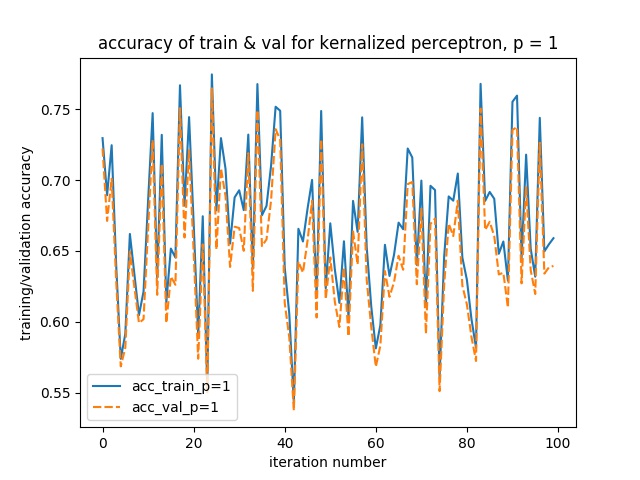 accuracy of train & val for kernalized perceptron, p = 1
training/validation accuracy
0.75
0.70
0.65
0.60
0.55
acc_train_p=1
acc_val_p=1
0 20 40 60 80 100
iteration number